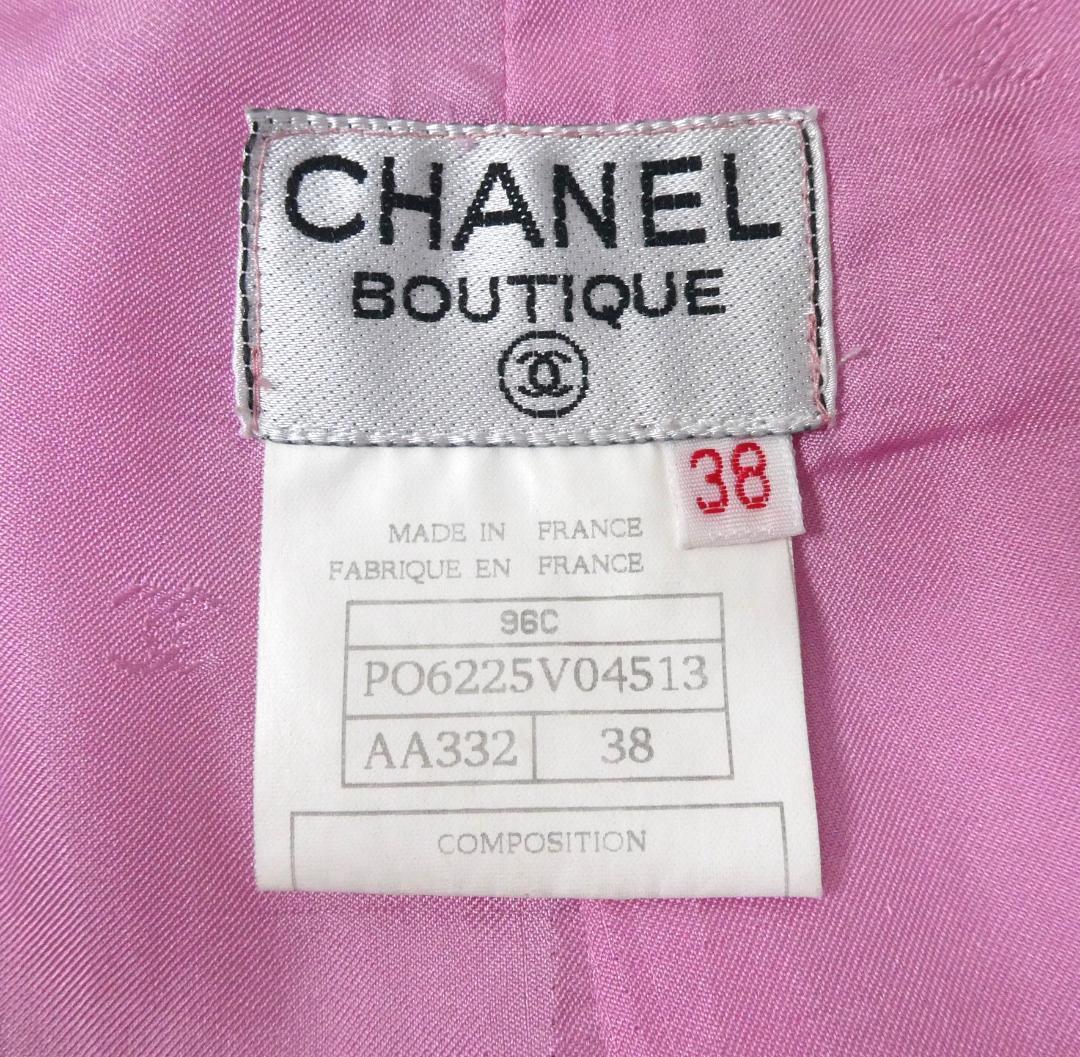 CHANEL
BOUTIQUE
38
MADE IN FRANCE
FABRIQUE EN FRANCE
96C
PO6225V04513
AA332 38
COMPOSITION